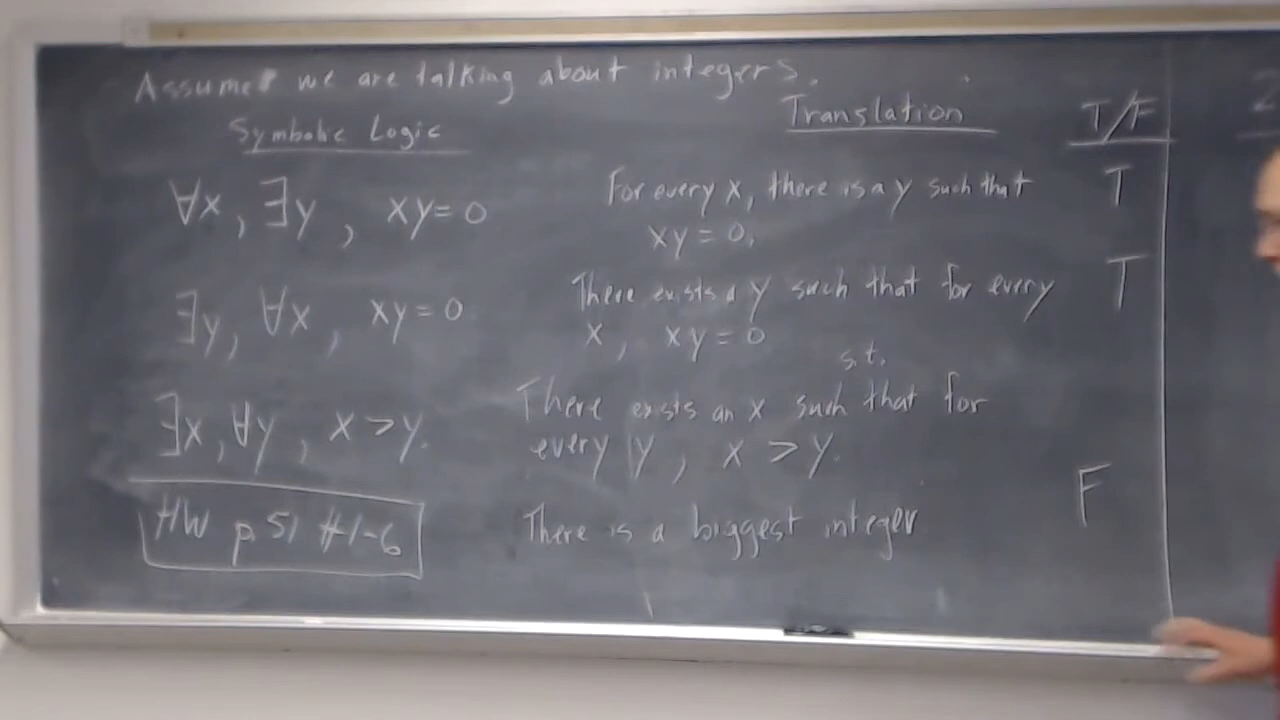 Assume we are talking about integers.
Symbolic Logic
Translation
T/F
∀x, ∃y, xy=0
For every x, there is a y such that
xy=0.
T
∃y, ∀x, xy=0
There exists a y such that for every
x, xy=0
T
s.t.
∃x, ∀y, x>y.
There exists an x such that for
every y, x>y.
There is a biggest integer
F
HW p 51 #1-6
2